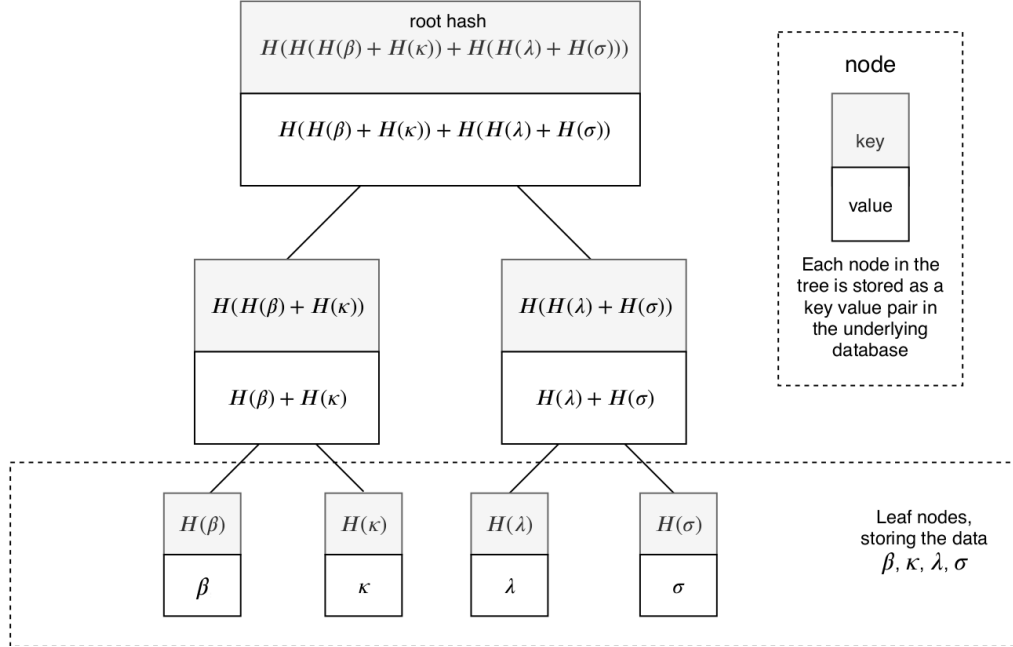 root hash
H(H(H(β) + H(κ)) + H(H(λ) + H(σ)))
H(H(β) + H(κ)) + H(H(λ) + H(σ))
node
key
value
Each node in the
tree is stored as a
key value pair in
the underlying
database
H(H(β) + H(κ))
H(H(λ) + H(σ))
H(β) + H(κ)
H(λ) + H(σ)
H(β)
H(κ)
H(λ)
H(σ)
β
κ
λ
σ
Leaf nodes,
storing the data
β, κ, λ, σ